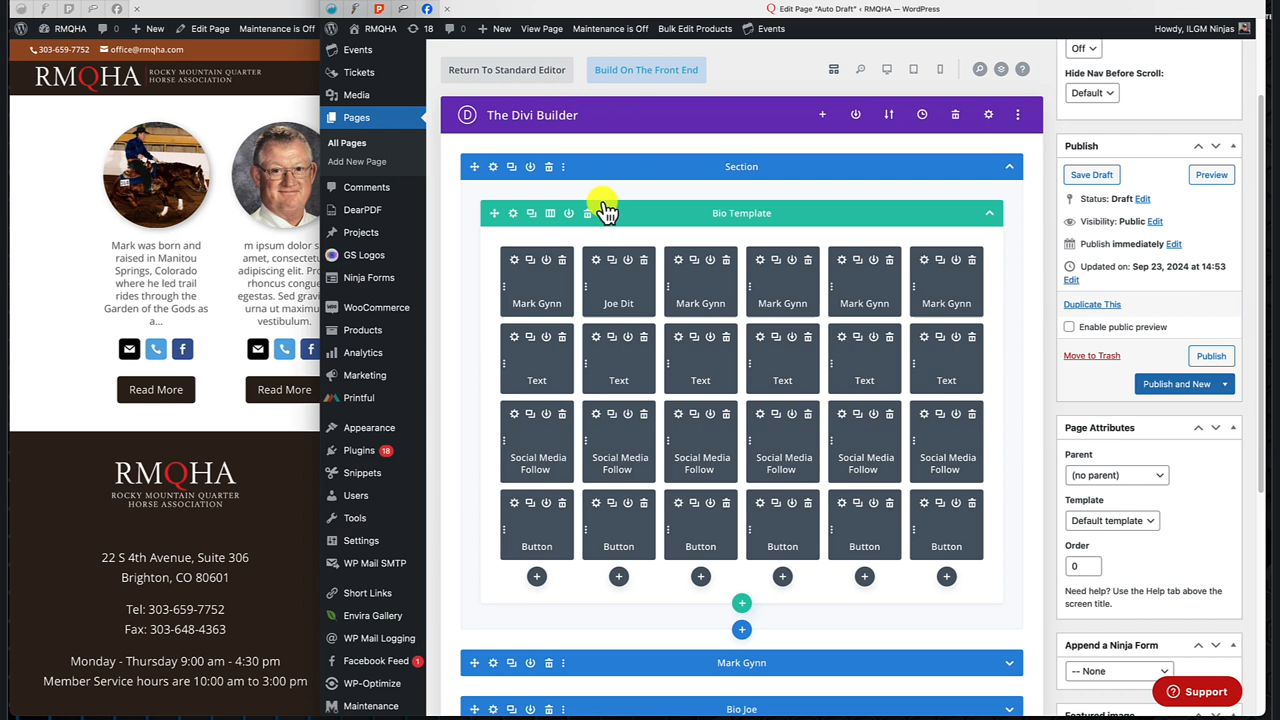 Edit Page "Auto Draft" ‹ RMQHA — WordPress
RMQHA 0 + New Edit Page Maintenance is Off
RMQHA 18 0 + New View Page Maintenance is Off Bulk Edit Products Events Howdy, ILGM Ninjas
303-659-7752 office@rmqha.com
RMQHA ROCKY MOUNTAIN QUARTER
HORSE ASSOCIATION
Mark was born and
raised in Manitou
Springs, Colorado
where he led trail
rides through the
Garden of the Gods as
a...
m ipsum dolor s
amet, consectetu
adipiscing elit. Proi
rhoncus congue
egestas. Sed gravi
urna ut maximu
vestibulum.
Read More
Read More
RMQHA
ROCKY MOUNTAIN QUARTER
HORSE ASSOCIATION
22 S 4th Avenue, Suite 306
Brighton, CO 80601
Tel: 303-659-7752
Fax: 303-648-4363
Monday - Thursday 9:00 am - 4:30 pm
Member Service hours are 10:00 am to 3:00 pm
Events
Tickets
Media
Pages
All Pages
Add New Page
Comments
DearPDF
Projects
GS Logos
Ninja Forms
WooCommerce
Products
Analytics
Marketing
Printful
Appearance
Plugins 18
Snippets
Users
Tools
Settings
WP Mail SMTP
Short Links
Envira Gallery
WP Mail Logging
Facebook Feed 1
WP-Optimize
Maintenance
Return To Standard Editor Build On The Front End
D The Divi Builder
Section
Bio Template
Mark Gynn Joe Dit Mark Gynn Mark Gynn Mark Gynn Mark Gynn
Text Text Text Text Text Text
Social Media Social Media Social Media Social Media Social Media Social Media
Follow Follow Follow Follow Follow Follow
Button Button Button Button Button Button
Mark Gynn
Bio Joe
Off
Hide Nav Before Scroll:
Default
Publish
Save Draft Preview
Status: Draft Edit
Visibility: Public Edit
Publish immediately Edit
Updated on: Sep 23, 2024 at 14:53
Edit
Duplicate This
Enable public preview
Move to Trash Publish
Publish and New
Page Attributes
Parent
(no parent)
Template
Default template
Order
0
Need help? Use the Help tab above the
screen title.
Append a Ninja Form
-- None
Support
Featured image